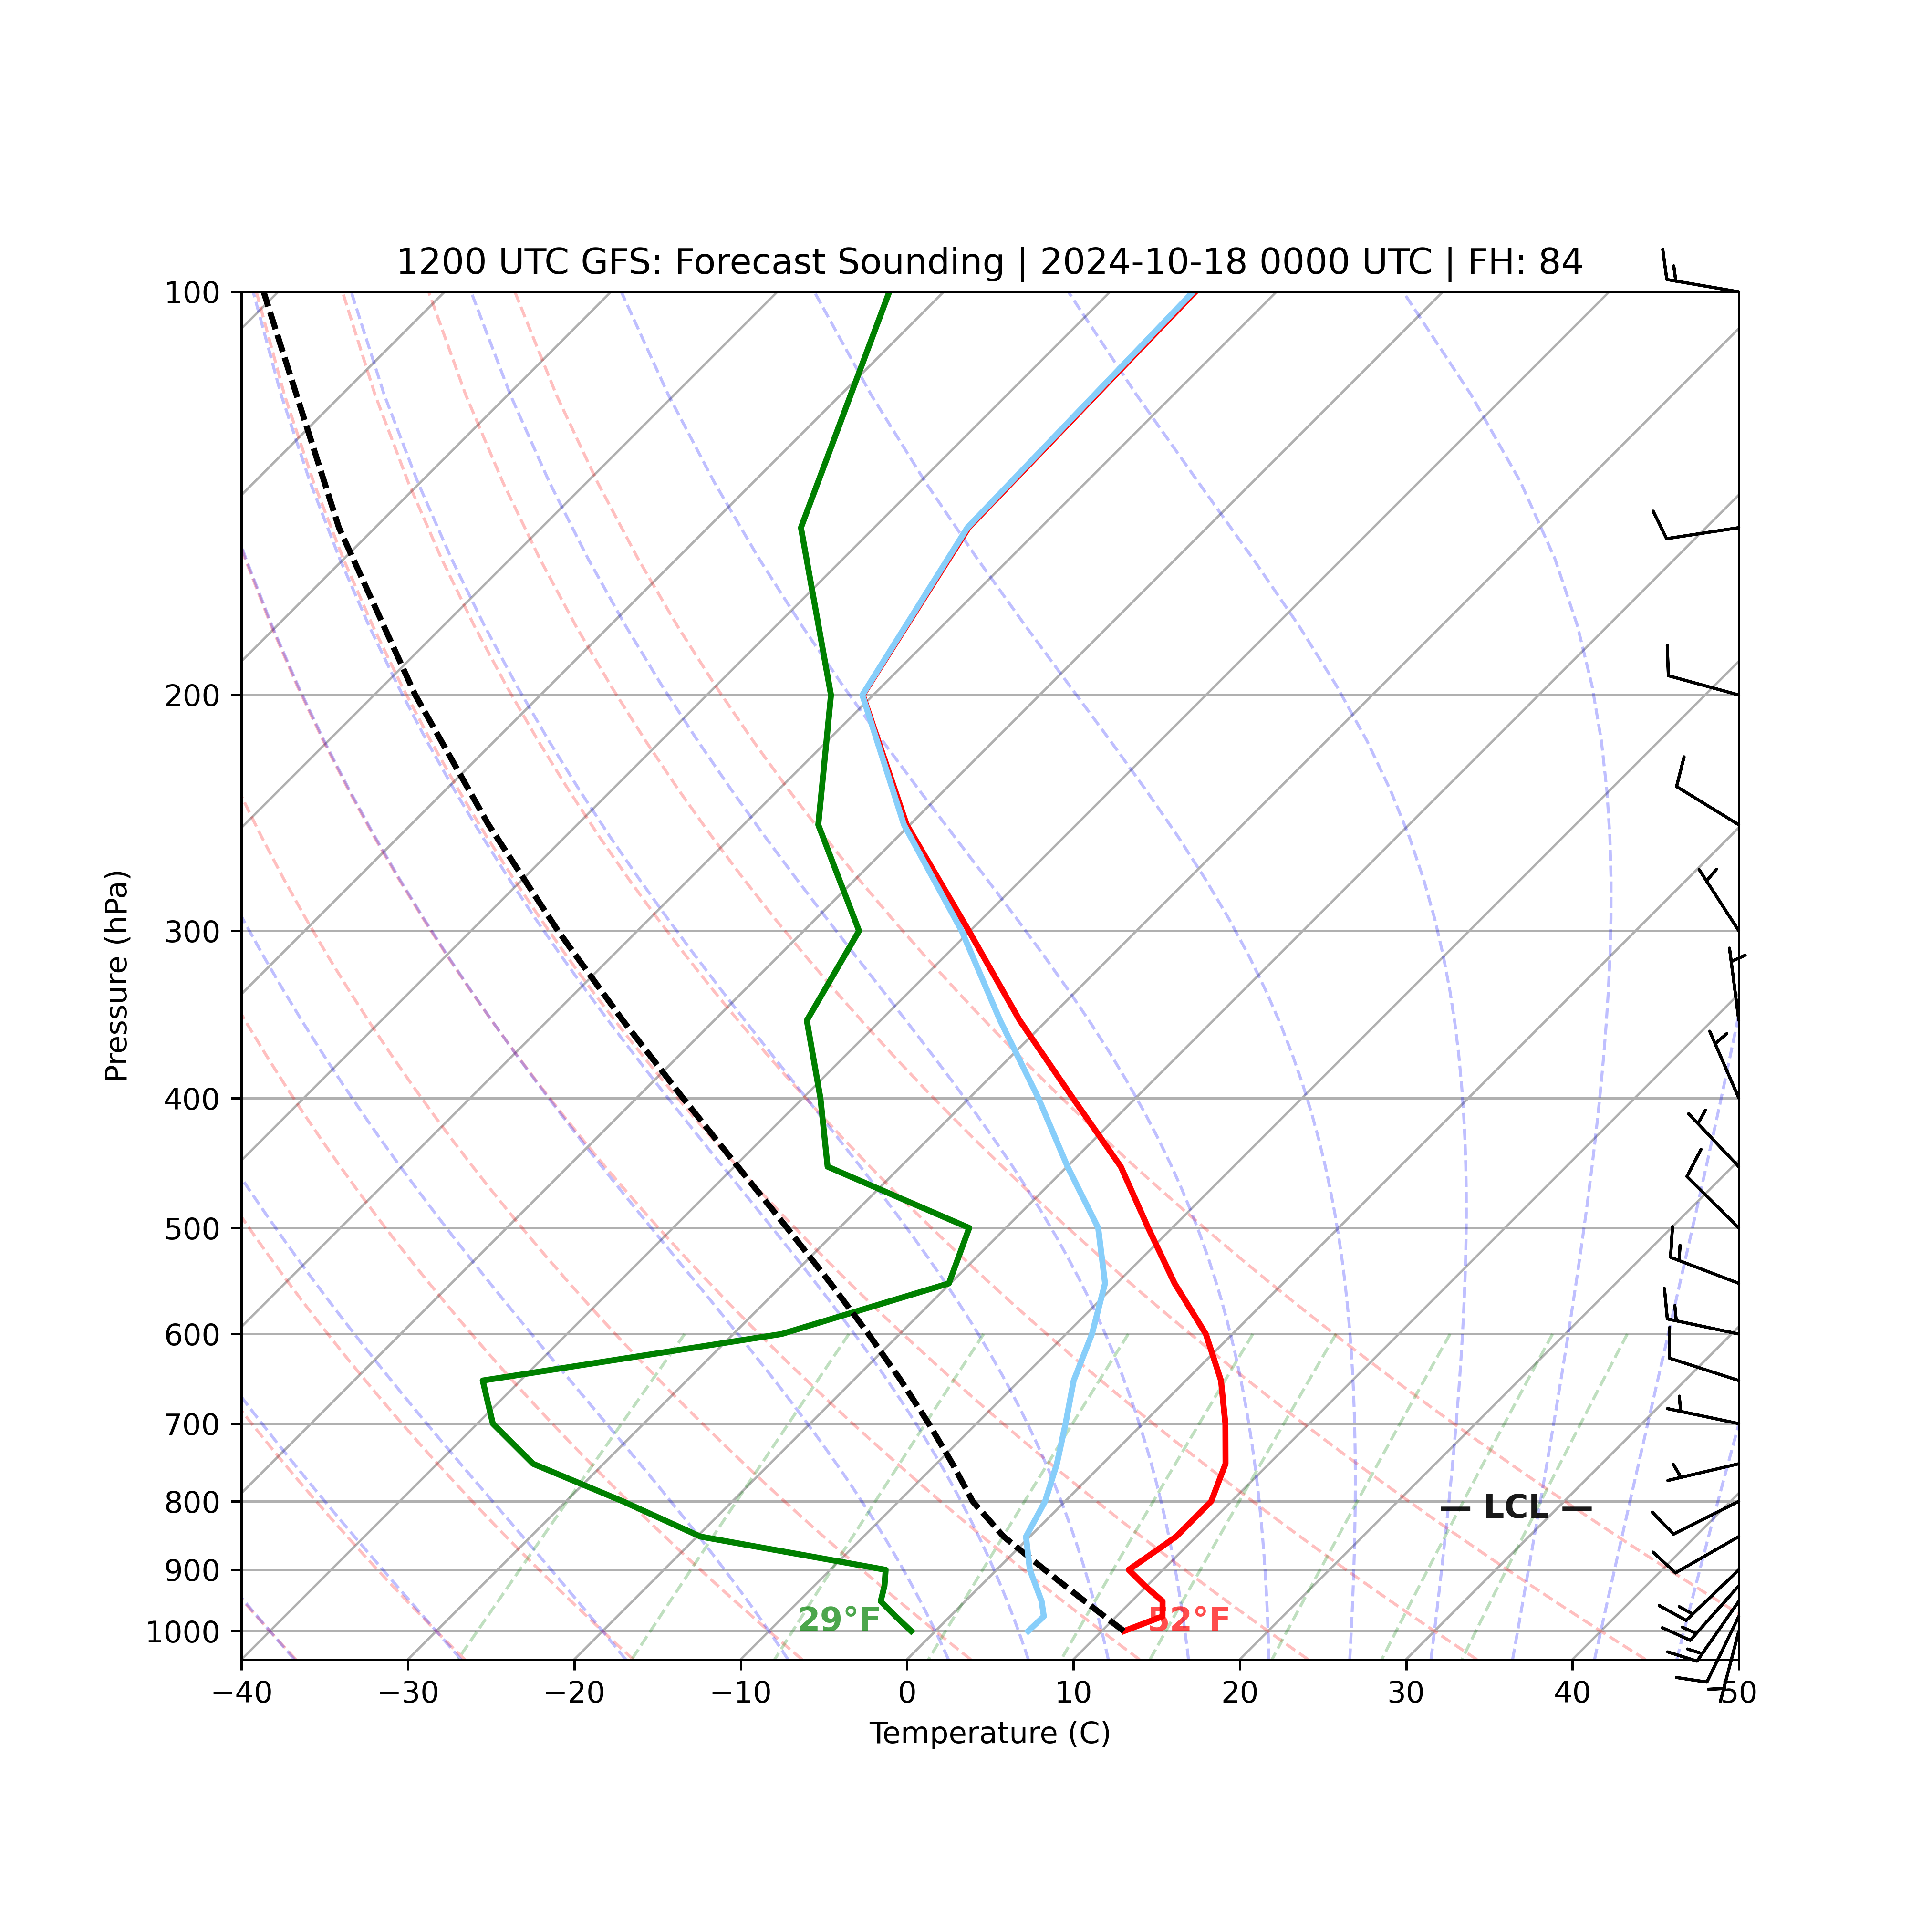 1200 UTC GFS: Forecast Sounding | 2024-10-18 0000 UTC | FH: 84
100
200
300
400
500
600
700
800
900
1000
Pressure (hPa)
— LCL —
29°F
52°F
−40 −30 −20 −10 0 10 20 30 40 50
Temperature (C)